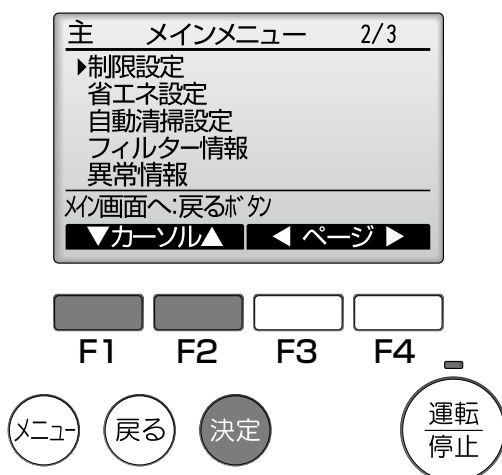 主 メインメニュー 2/3
▶制限設定
省エネ設定
自動清掃設定
フィルター情報
異常情報
メイン画面へ:戻るボタン
▼カーソル▲ ◀ ページ ▶
F1 F2 F3 F4
メニュー 戻る 決定 運転
停止